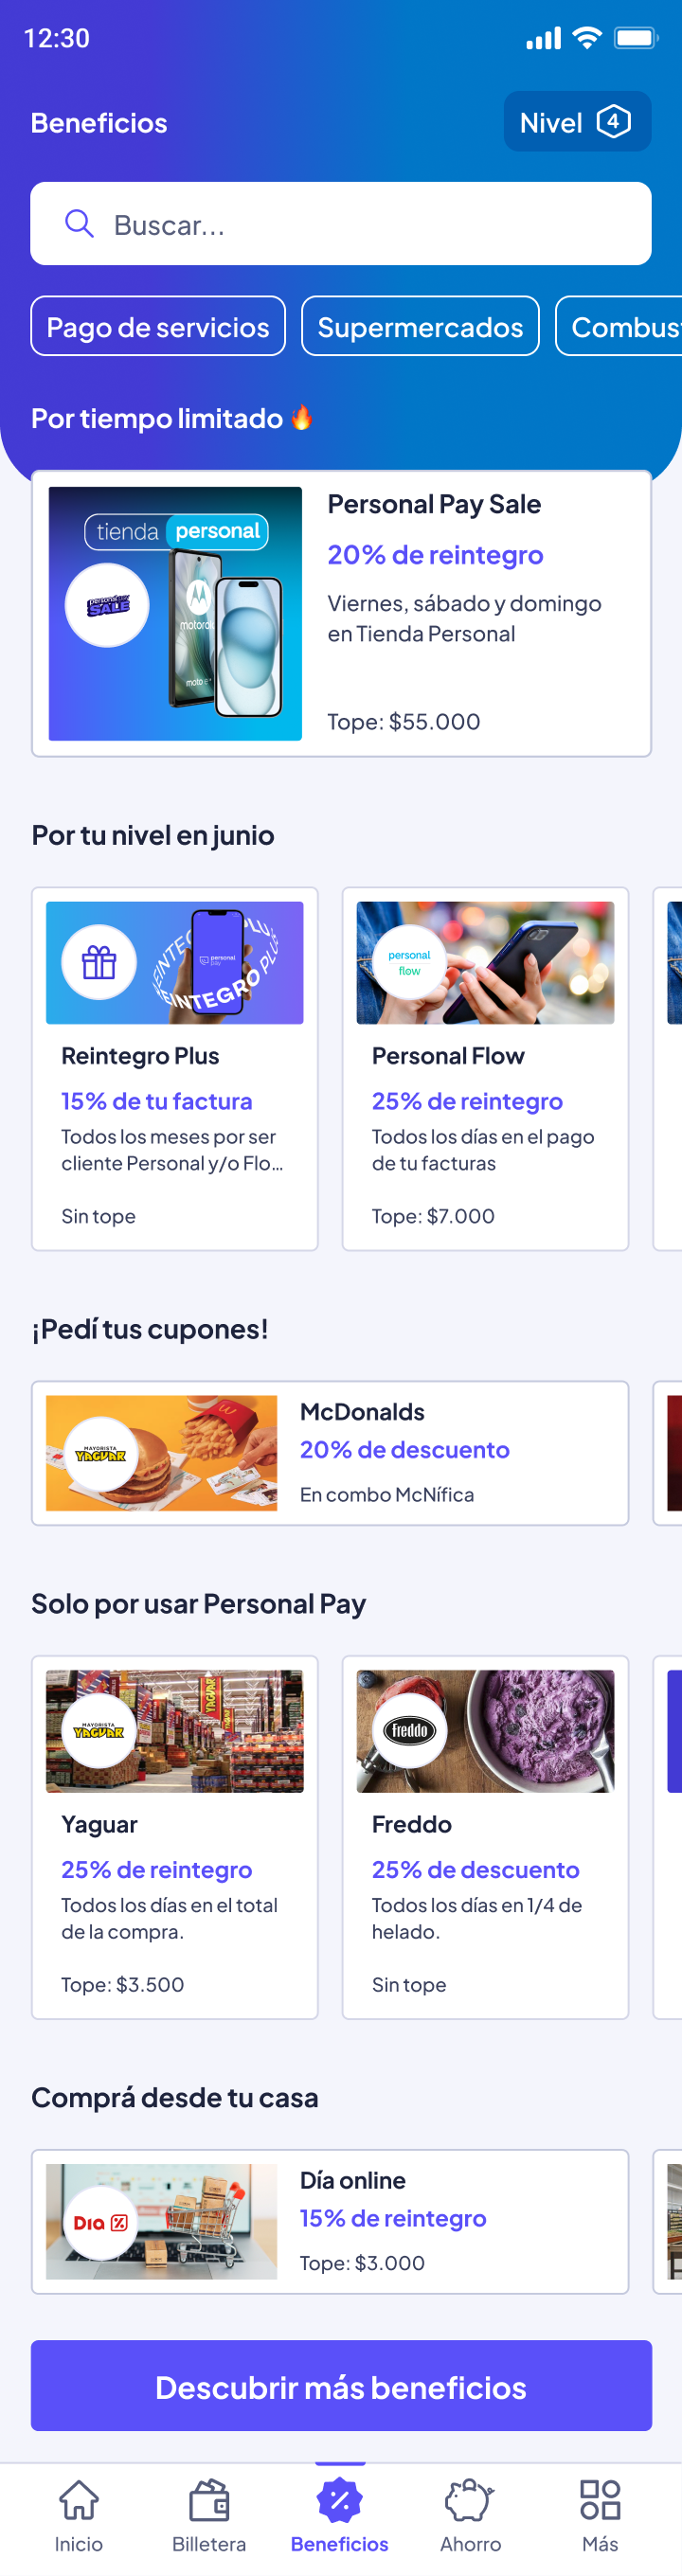 12:30
Beneficios
Nivel 4
Buscar...
Pago de servicios
Supermercados
Combus
Por tiempo limitado 🔥
tienda personal
SALE
motorola
moto e
Personal Pay Sale
20% de reintegro
Viernes, sábado y domingo
en Tienda Personal
Tope: $55.000
Por tu nivel en junio
REINTEGRO PLUS
personal
pay
Reintegro Plus
15% de tu factura
Todos los meses por ser
cliente Personal y/o Flo...
Sin tope
personal
flow
Personal Flow
25% de reintegro
Todos los días en el pago
de tu facturas
Tope: $7.000
¡Pedí tus cupones!
MAYORISTA
YAGUAR
McDonalds
20% de descuento
En combo McNífica
Solo por usar Personal Pay
YAGUAR
MAYORISTA
YAGUAR
Yaguar
25% de reintegro
Todos los días en el total
de la compra.
Tope: $3.500
freddo
Freddo
25% de descuento
Todos los días en 1/4 de
helado.
Sin tope
Comprá desde tu casa
Dia %
Día online
15% de reintegro
Tope: $3.000
Descubrir más beneficios
Inicio
Billetera
Beneficios
Ahorro
Más